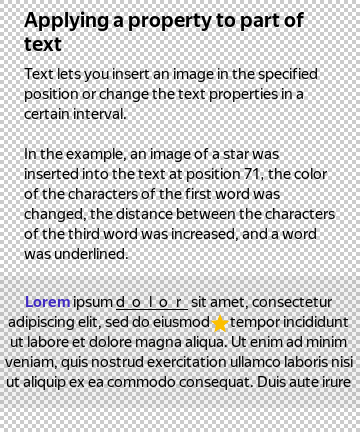 Applying a property to part of
text
Text lets you insert an image in the specified
position or change the text properties in a
certain interval.
In the example, an image of a star was
inserted into the text at position 71, the color
of the characters of the first word was
changed, the distance between the characters
of the third word was increased, and a word
was underlined.
Lorem ipsum d o l o r sit amet, consectetur
adipiscing elit, sed do eiusmod tempor incididunt
ut labore et dolore magna aliqua. Ut enim ad minim
veniam, quis nostrud exercitation ullamco laboris nisi
ut aliquip ex ea commodo consequat. Duis aute irure